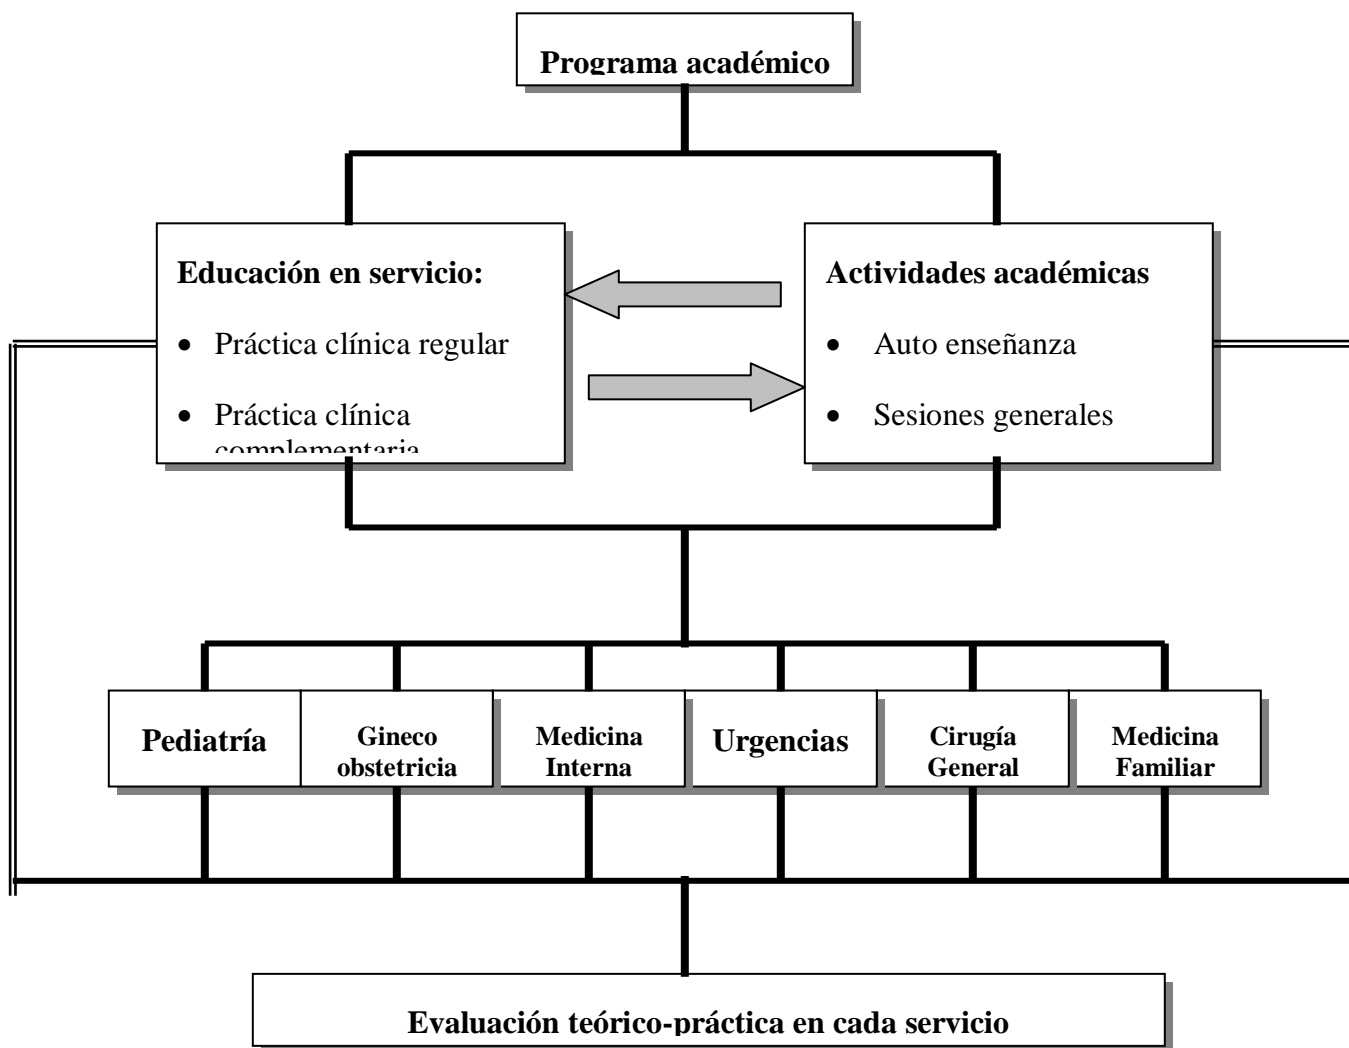 Programa académico
Educación en servicio:
• Práctica clínica regular
• Práctica clínica
complementaria
Actividades académicas
• Auto enseñanza
• Sesiones generales
Pediatría
Gineco
obstetricia
Medicina
Interna
Urgencias
Cirugía
General
Medicina
Familiar
Evaluación teórico-práctica en cada servicio